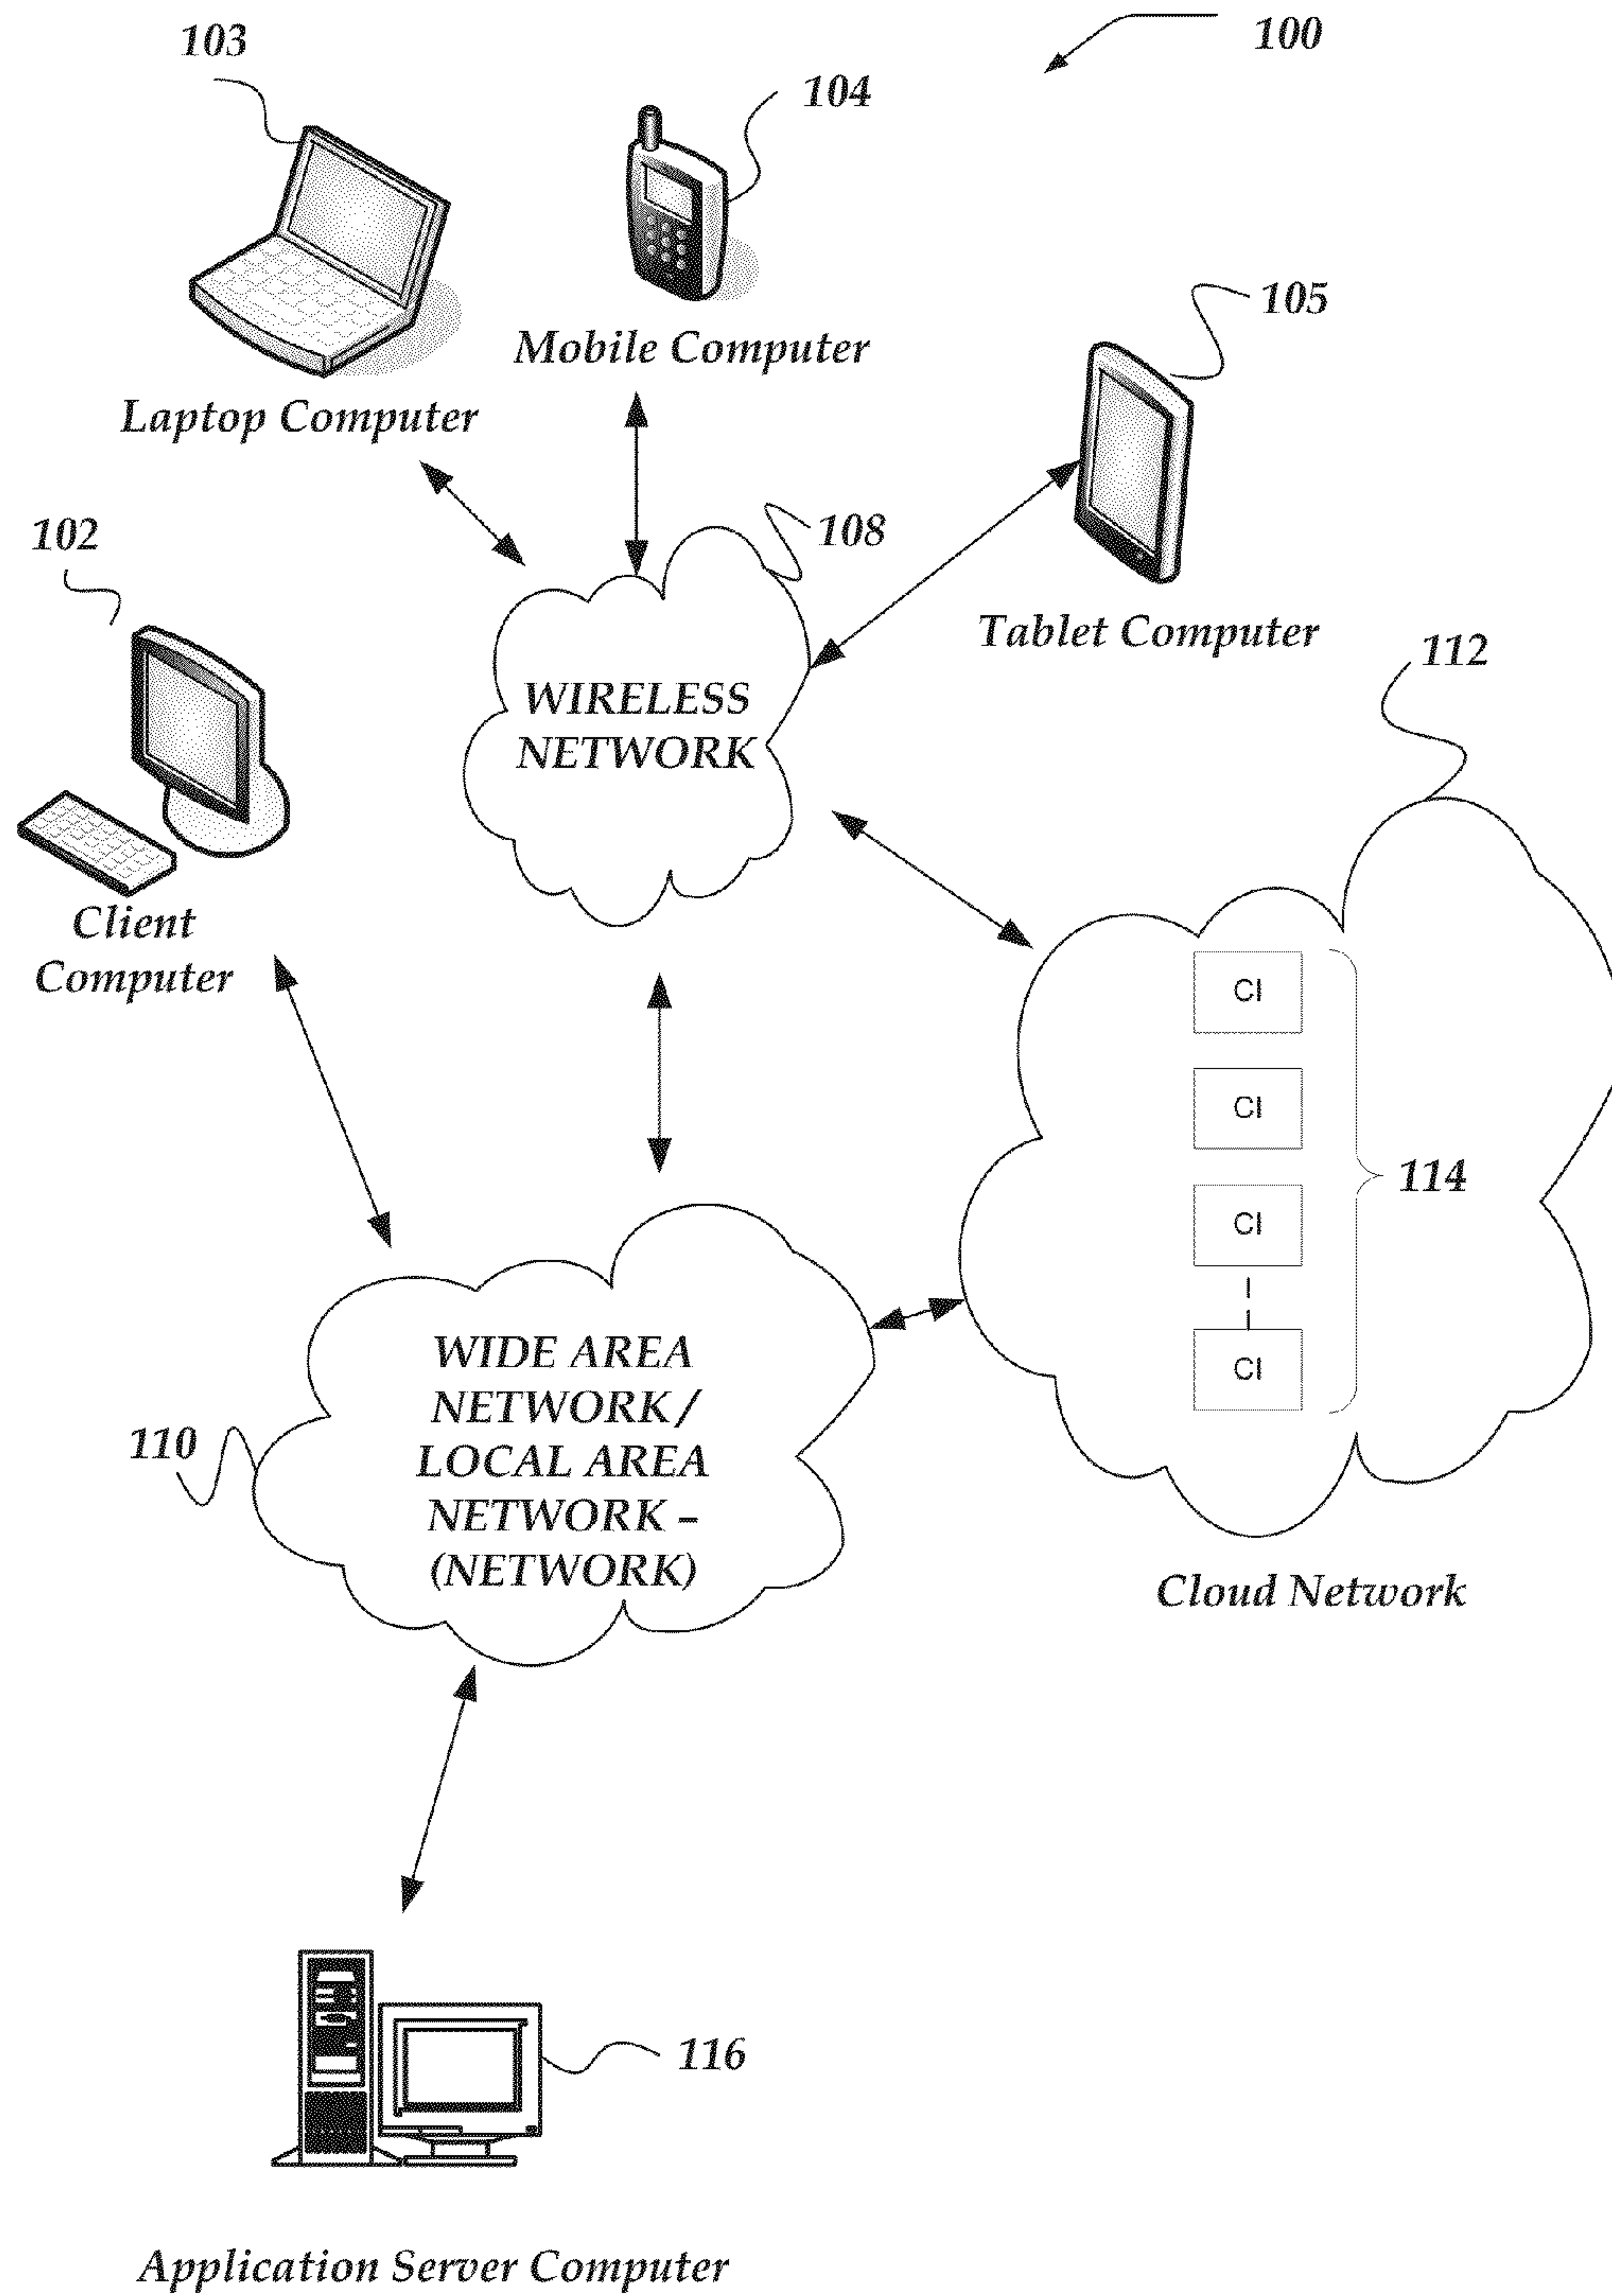 100
103
104
Mobile Computer
Laptop Computer
105
Tablet Computer
102
Client
Computer
108
WIRELESS
NETWORK
112
CI
CI
CI
CI
114
Cloud Network
110
WIDE AREA
NETWORK /
LOCAL AREA
NETWORK –
(NETWORK)
116
Application Server Computer